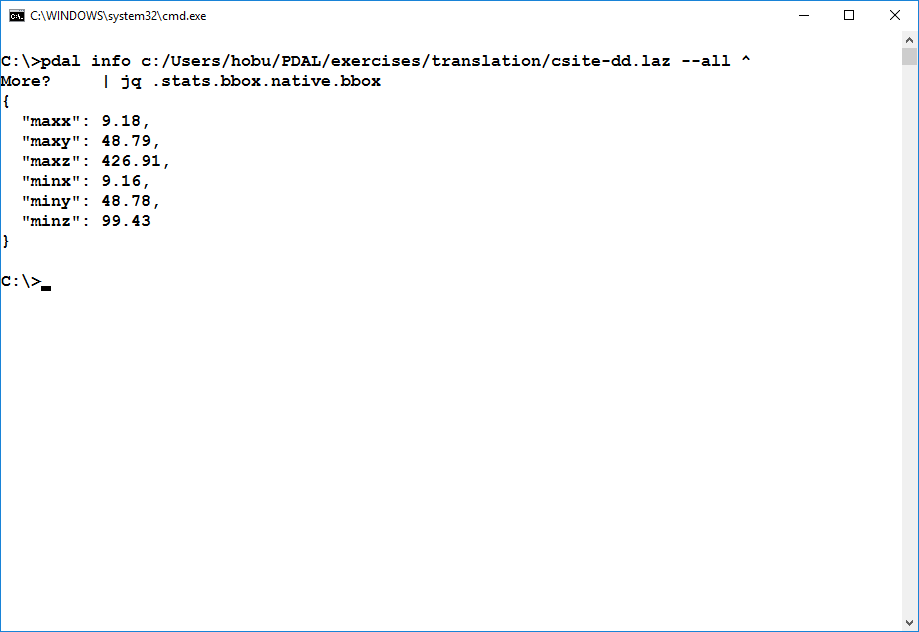 C:\WINDOWS\system32\cmd.exe
C:\>pdal info c:/Users/hobu/PDAL/exercises/translation/csite-dd.laz --all ^
More?     | jq .stats.bbox.native.bbox
{
  "maxx": 9.18,
  "maxy": 48.79,
  "maxz": 426.91,
  "minx": 9.16,
  "miny": 48.78,
  "minz": 99.43
}
C:\>